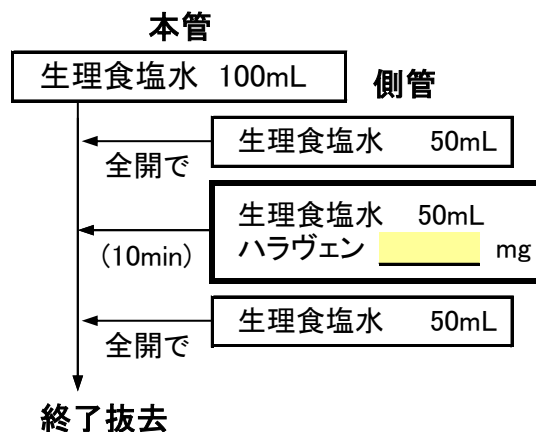 本管
生理食塩水 100mL
側管
生理食塩水 50mL
全開で
生理食塩水 50mL
ハラヴェン mg
(10min)
生理食塩水 50mL
全開で
終了抜去